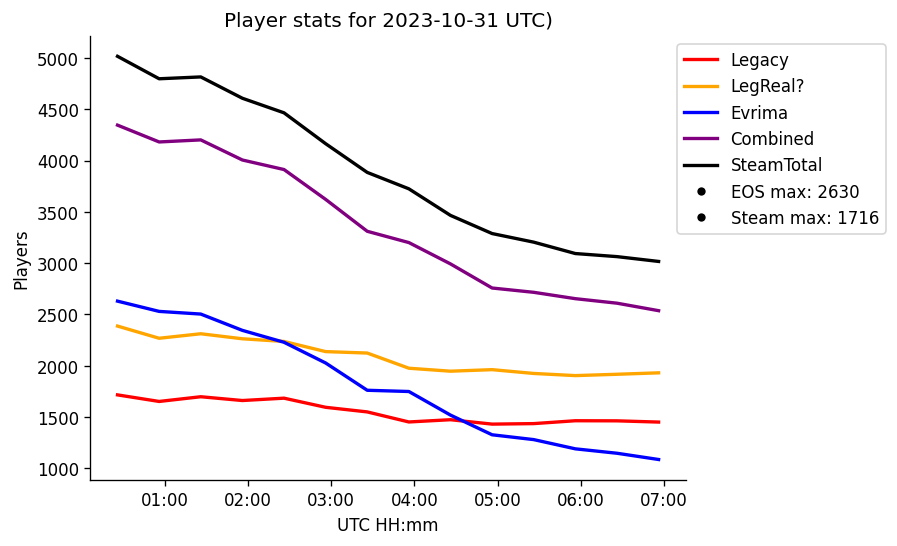 Player stats for 2023-10-31 UTC)
5000
4500
4000
3500
3000
2500
2000
1500
1000
Players
01:00 02:00 03:00 04:00 05:00 06:00 07:00
UTC HH:mm
Legacy
LegReal?
Evrima
Combined
SteamTotal
EOS max: 2630
Steam max: 1716